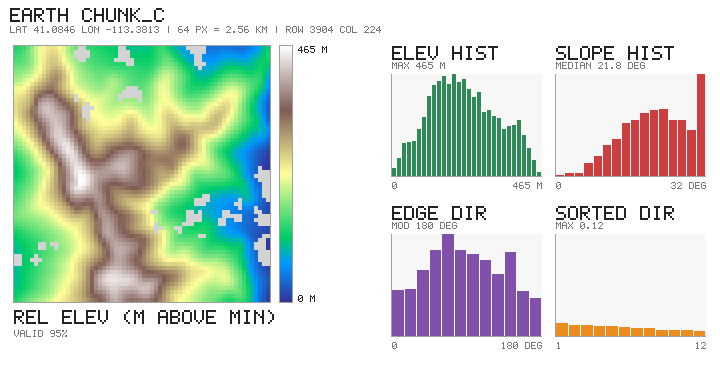 EARTH CHUNK_C
LAT 41.0846 LON -113.3813 | 64 PX = 2.56 KM | ROW 3904 COL 224
465 M
0 M
REL ELEV (M ABOVE MIN)
VALID 95%
ELEV HIST
MAX 465 M
0 465 M
SLOPE HIST
MEDIAN 21.8 DEG
0 32 DEG
EDGE DIR
MOD 180 DEG
0 180 DEG
SORTED DIR
MAX 0.12
1 12